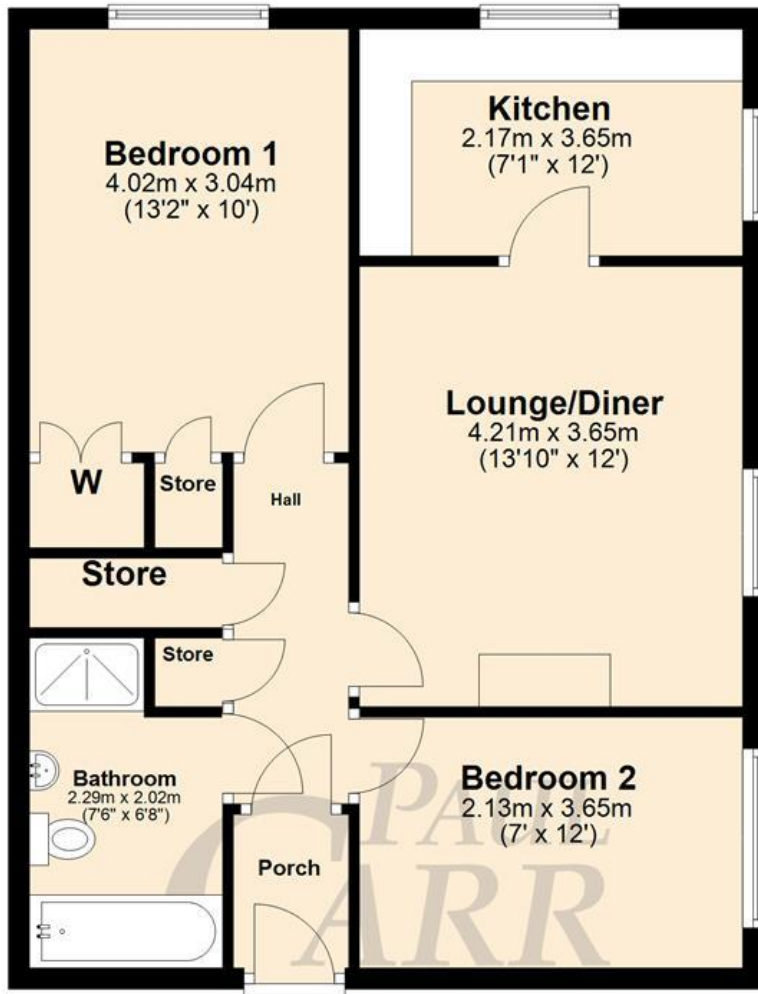 Bedroom 1
4.02m x 3.04m
(13'2" x 10')
Kitchen
2.17m x 3.65m
(7'1" x 12')
Lounge/Diner
4.21m x 3.65m
(13'10" x 12')
W
Store
Hall
Store
Store
Bathroom
2.29m x 2.02m
(7'6" x 6'8")
Bedroom 2
2.13m x 3.65m
(7' x 12')
Porch
PAUL
CARR